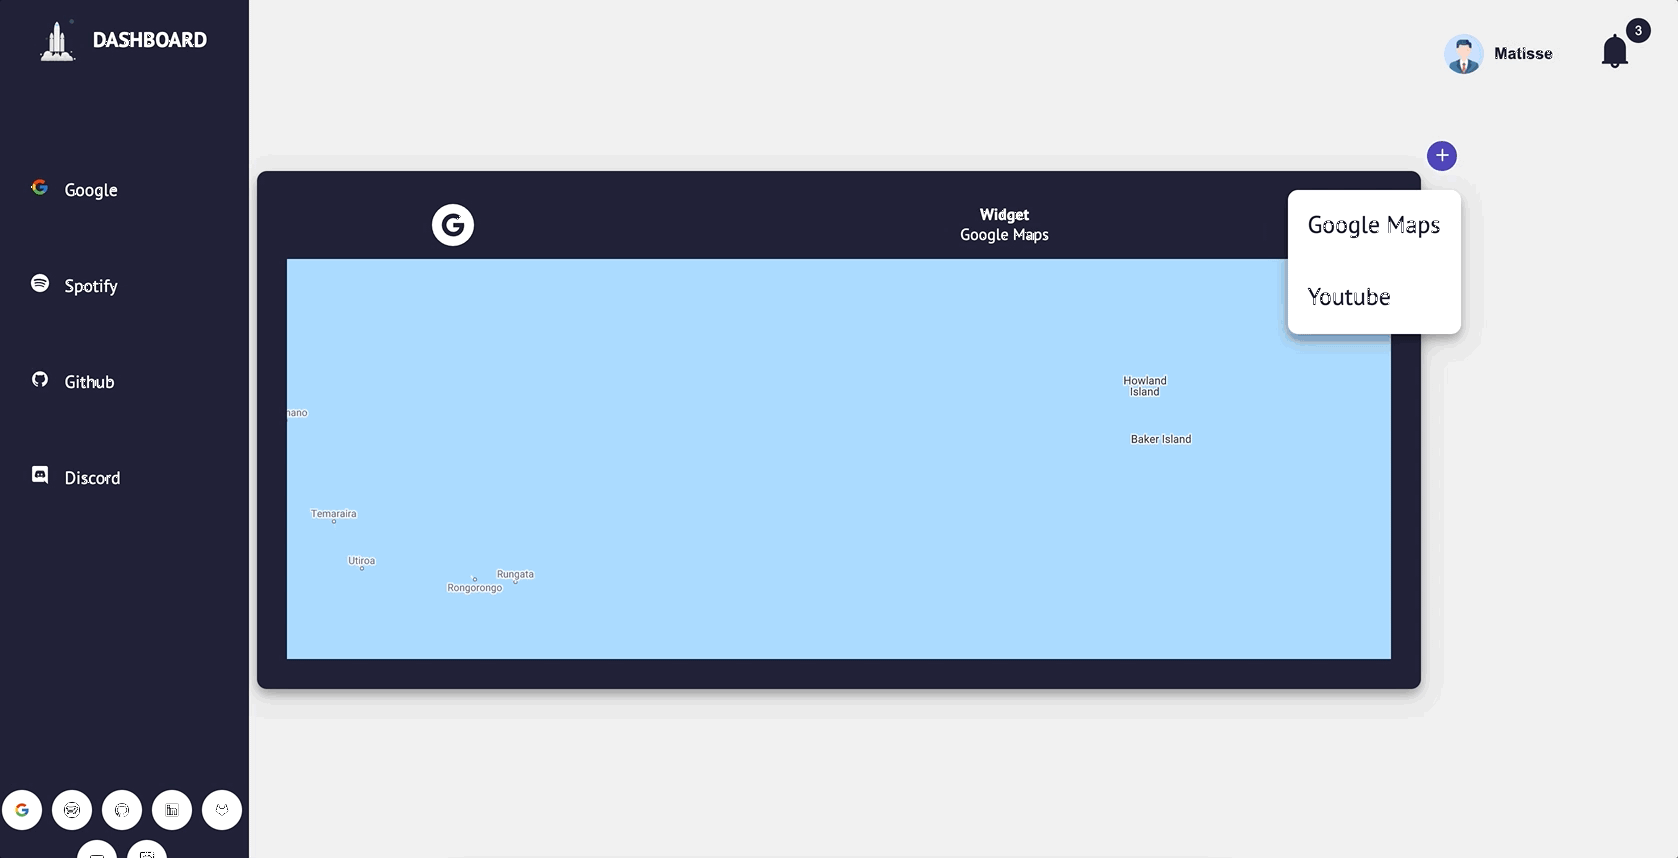 DASHBOARD
Matisse
3
Google
Spotify
Github
Discord
Widget
Google Maps
Google Maps
Youtube
Howland
Island
Baker Island
Temaraira
Utiroa
Rungata
Rongorongo